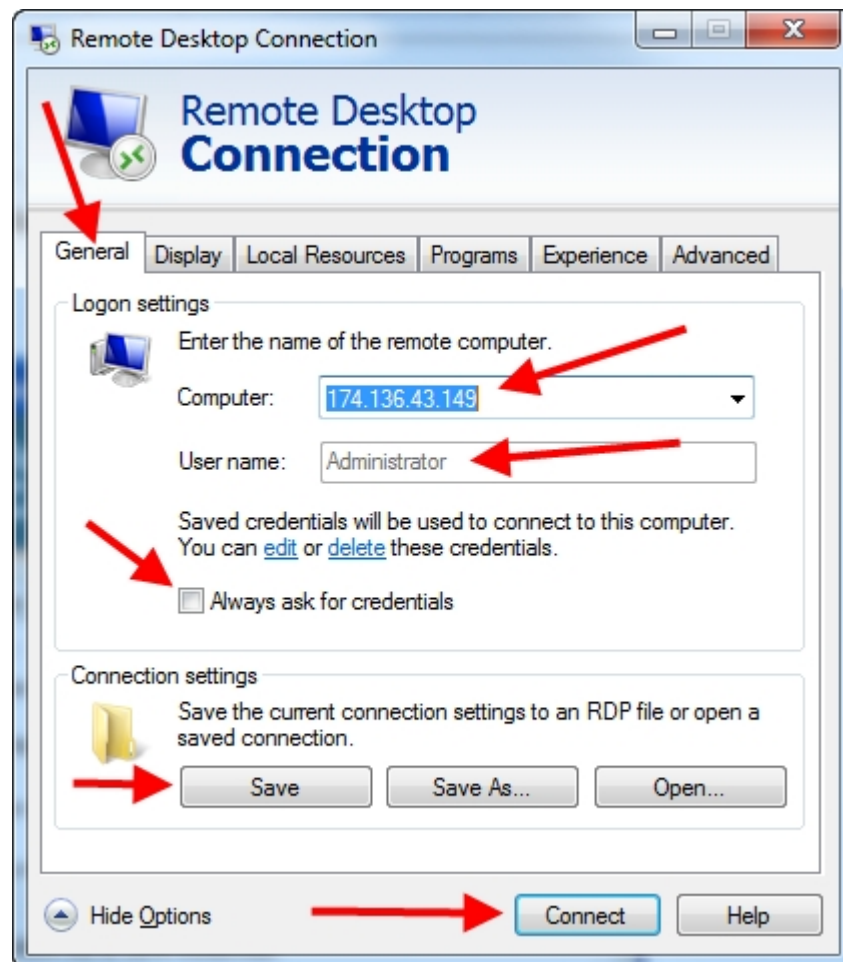 Remote Desktop Connection
Remote Desktop
Connection
General Display Local Resources Programs Experience Advanced
Logon settings
Enter the name of the remote computer.
Computer: 174.136.43.149
User name: Administrator
Saved credentials will be used to connect to this computer.
You can edit or delete these credentials.
Always ask for credentials
Connection settings
Save the current connection settings to an RDP file or open a
saved connection.
Save Save As... Open...
Hide Options Connect Help